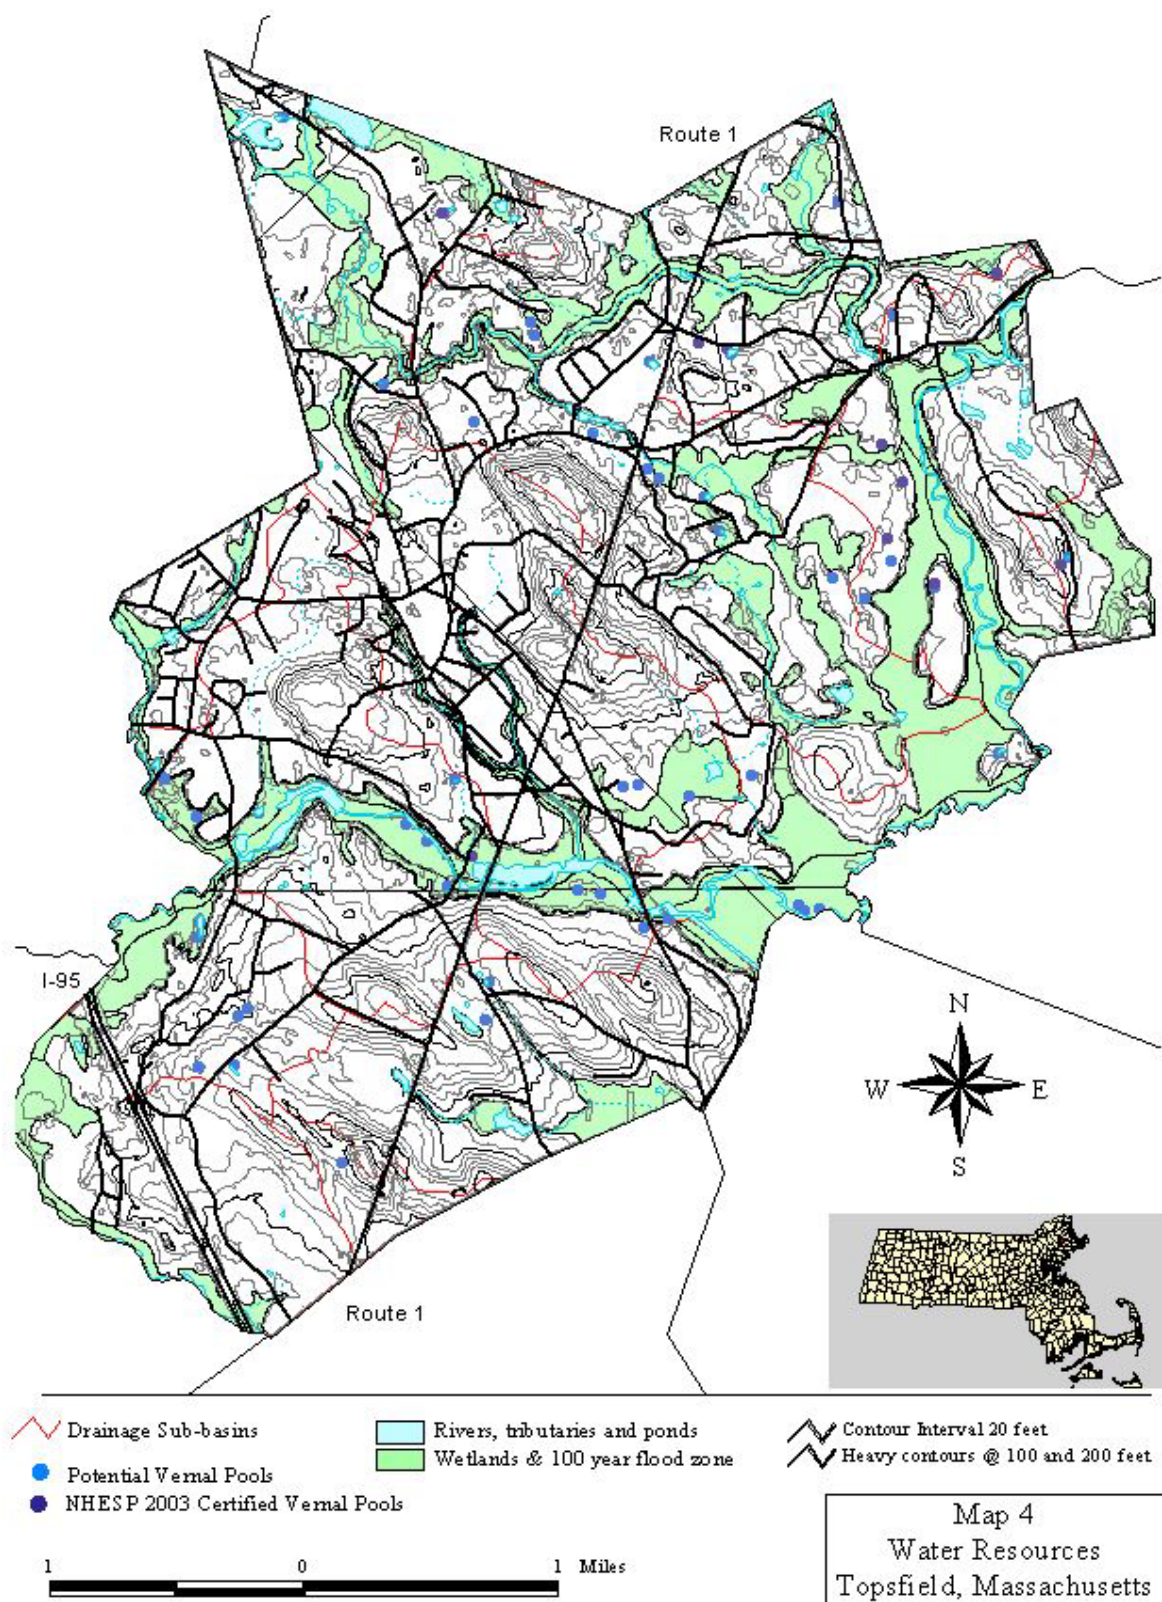 Route 1
I-95
N
W E
S
Route 1
Drainage Sub-basins
Potential Vernal Pools
NHESP 2003 Certified Vernal Pools
Rivers, tributaries and ponds
Wetlands & 100 year flood zone
Contour Interval 20 feet
Heavy contours @ 100 and 200 feet
1 0 1 Miles
Map 4
Water Resources
Topsfield, Massachusetts